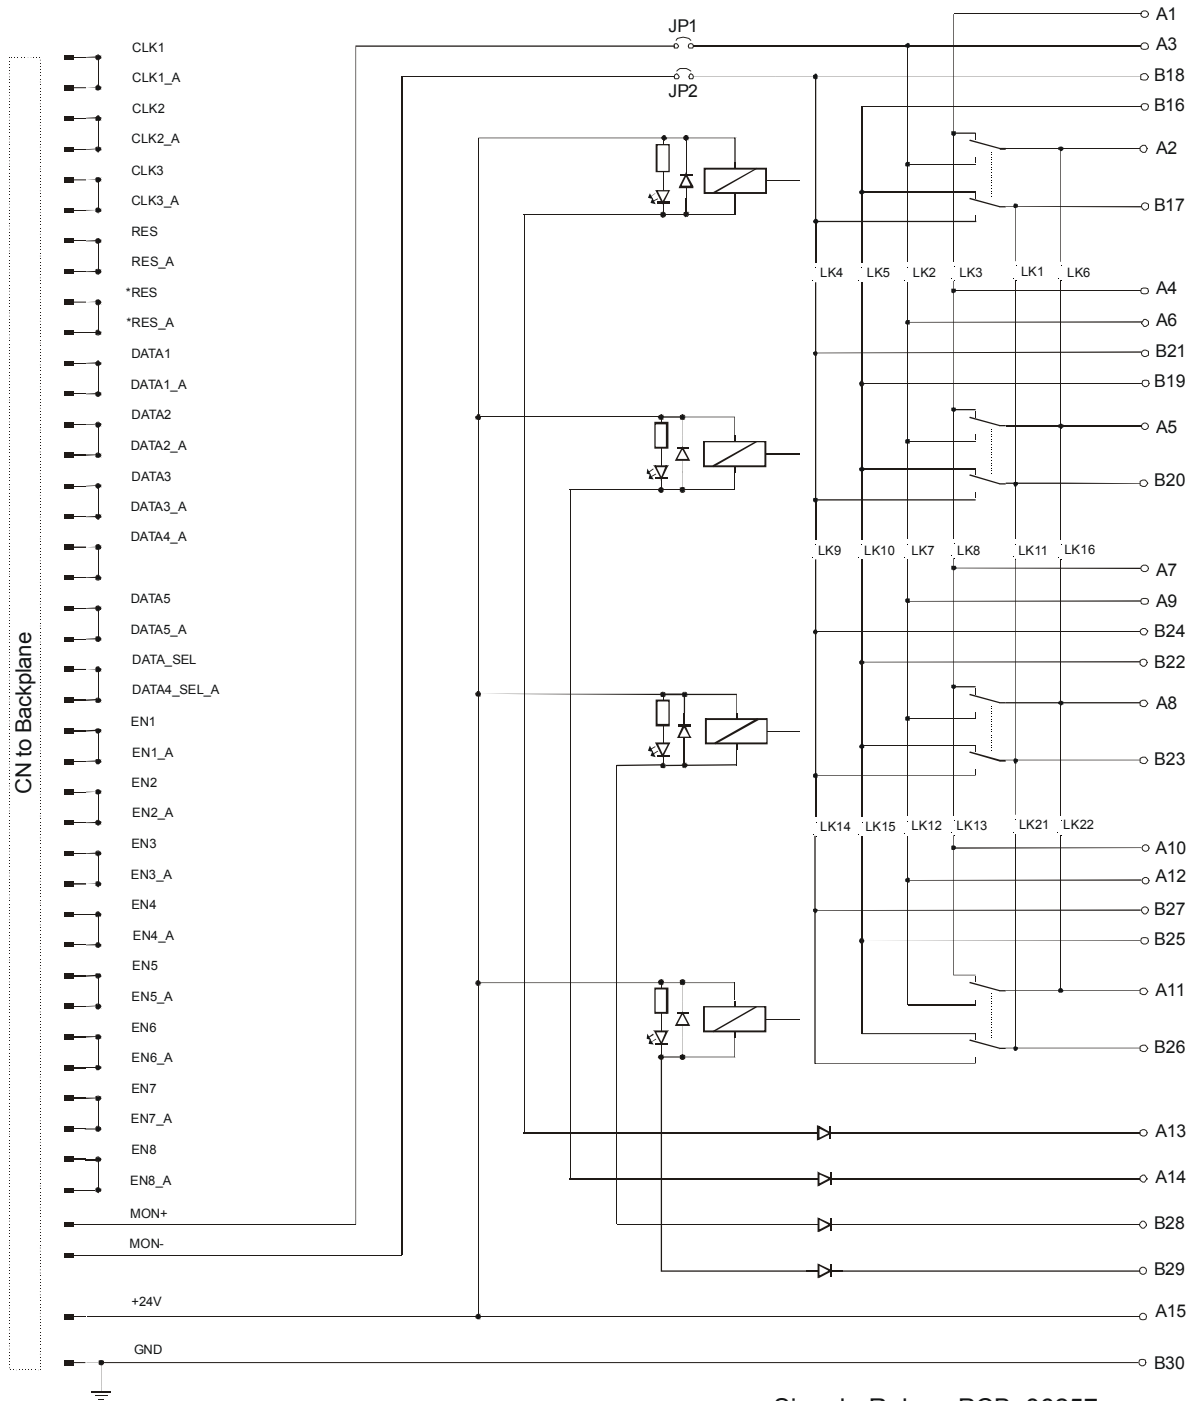 JP1
JP2
A1
A3
B18
B16
A2
B17
LK4 LK5 LK2 LK3 LK1 LK6
A4
A6
B21
B19
A5
B20
LK9 LK10 LK7 LK8 LK11 LK16
A7
A9
B24
B22
A8
B23
LK14 LK15 LK12 LK13 LK21 LK22
A10
A12
B27
B25
A11
B26
A13
A14
B28
B29
A15
B30
CN to Backplane
CLK1
CLK1_A
CLK2
CLK2_A
CLK3
CLK3_A
RES
RES_A
*RES
*RES_A
DATA1
DATA1_A
DATA2
DATA2_A
DATA3
DATA3_A
DATA4_A
DATA5
DATA5_A
DATA_SEL
DATA4_SEL_A
EN1
EN1_A
EN2
EN2_A
EN3
EN3_A
EN4
EN4_A
EN5
EN5_A
EN6
EN6_A
EN7
EN7_A
EN8
EN8_A
MON+
MON-
+24V
GND